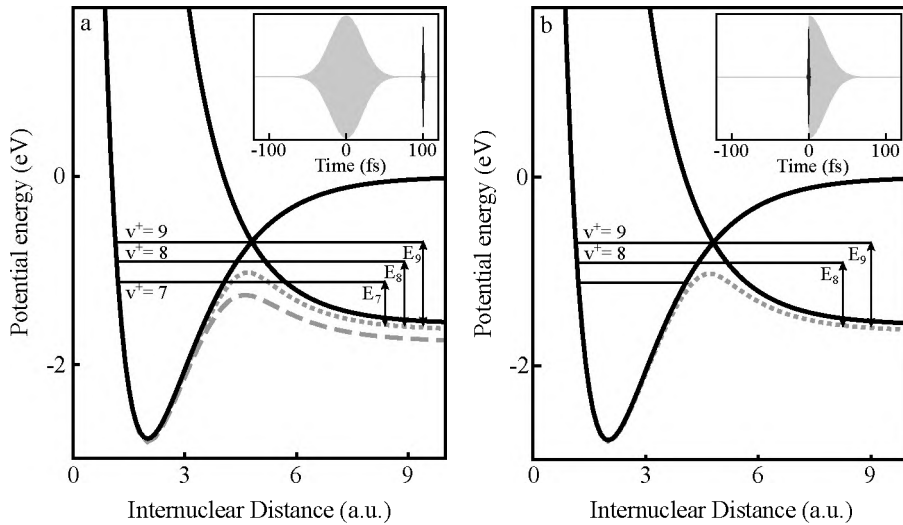 a
-100 0 100
Time (fs)
Potential energy (eV)
0
-2
v⁺= 9
v⁺= 8
v⁺= 7
E₉
E₈
E₇
0 3 6 9
Internuclear Distance (a.u.)
b
-100 0 100
Time (fs)
Potential energy (eV)
0
-2
v⁺= 9
v⁺= 8
v⁺= 7
E₉
E₈
0 3 6 9
Internuclear Distance (a.u.)